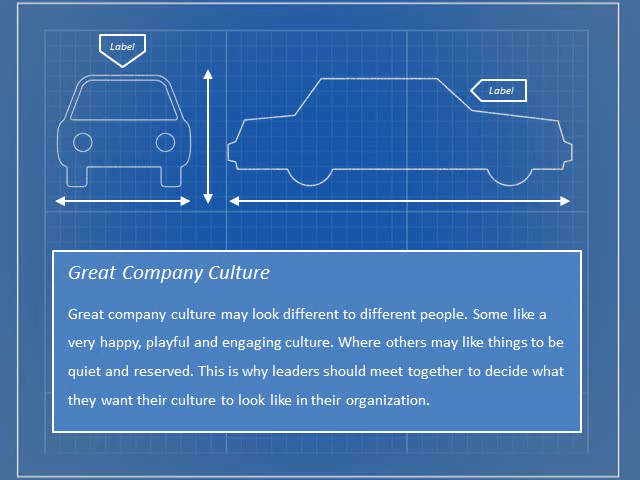 Label
Label
Great Company Culture
Great company culture may look different to different people. Some like a
very happy, playful and engaging culture. Where others may like things to be
quiet and reserved. This is why leaders should meet together to decide what
they want their culture to look like in their organization.